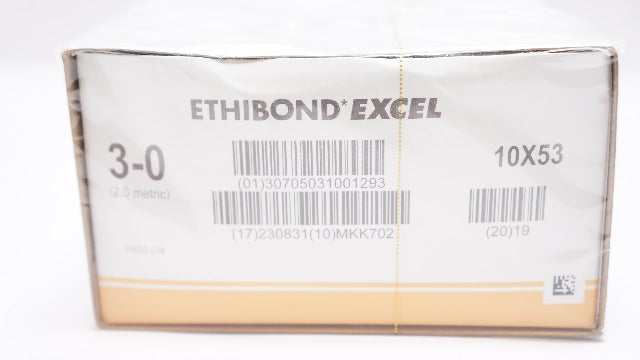 ETHIBOND* EXCEL
3-0
(2.0 metric)
10X53
(01)30705031001293
(17)230831(10)MKK702
(20)19